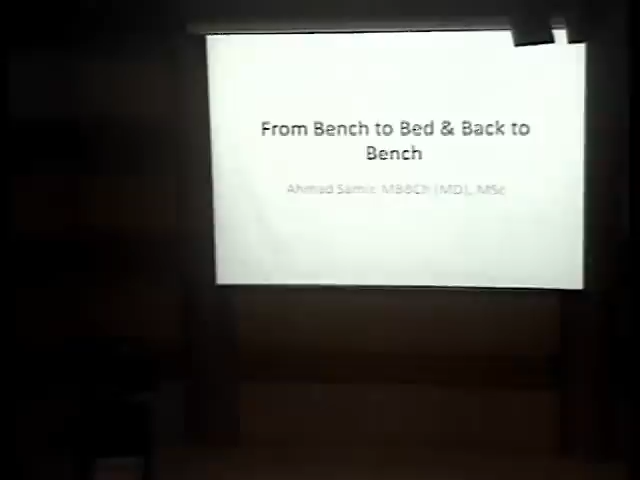 From Bench to Bed & Back to
Bench
Ahmad Samir MBBCh (MD), MSc